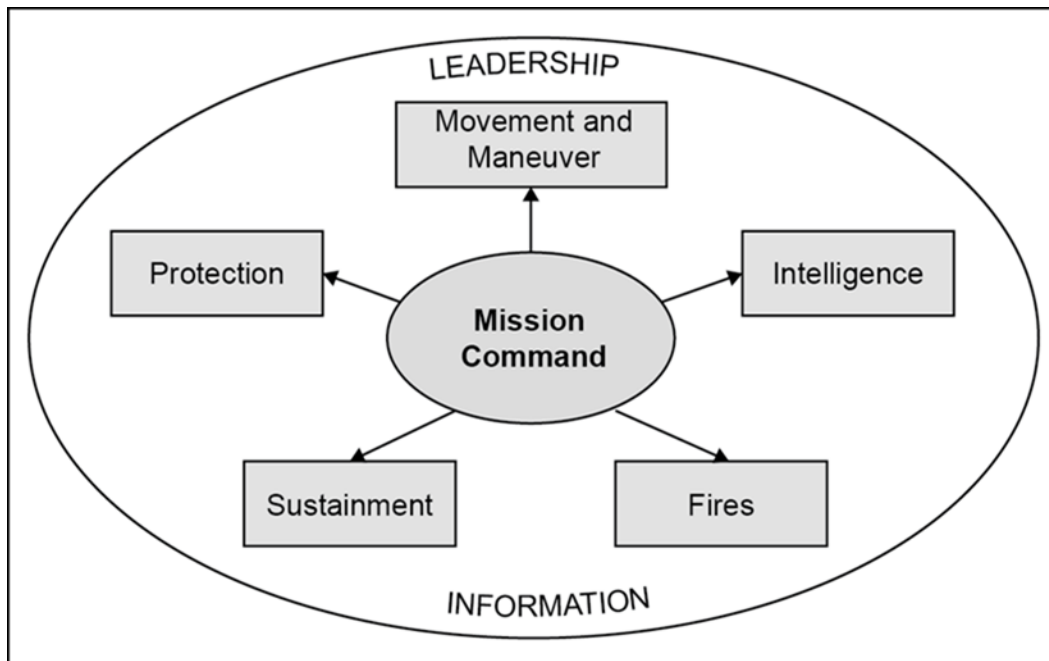 LEADERSHIP
Movement and
Maneuver
Protection
Intelligence
Mission
Command
Sustainment
Fires
INFORMATION